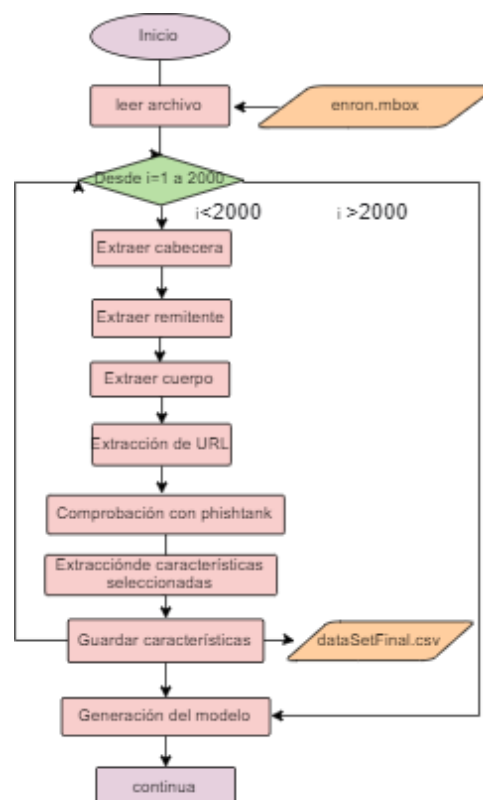 Inicio
leer archivo
enron.mbox
Desde i=1 a 2000
i<2000
i >2000
Extraer cabecera
Extraer remitente
Extraer cuerpo
Extracción de URL
Comprobación con phishtank
Extracciónde características
seleccionadas
Guardar características
dataSetFinal.csv
Generación del modelo
continua